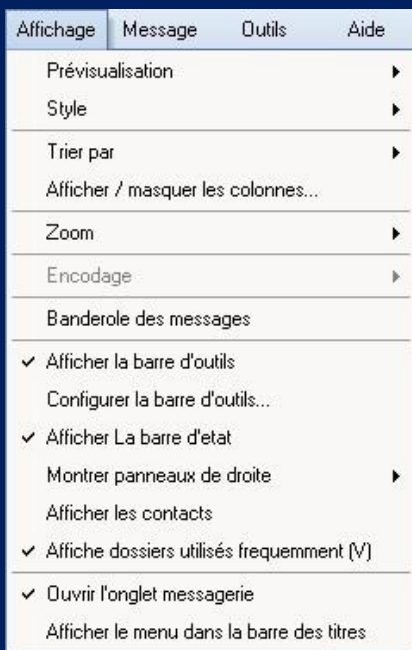 Affichage Message Outils Aide
Prévisualisation
Style
Trier par
Afficher / masquer les colonnes...
Zoom
Encodage
Banderole des messages
Afficher la barre d'outils
Configurer la barre d'outils...
Afficher La barre d'etat
Montrer panneaux de droite
Afficher les contacts
Affiche dossiers utilisés frequemment (V)
Ouvrir l'onglet messagerie
Afficher le menu dans la barre des titres